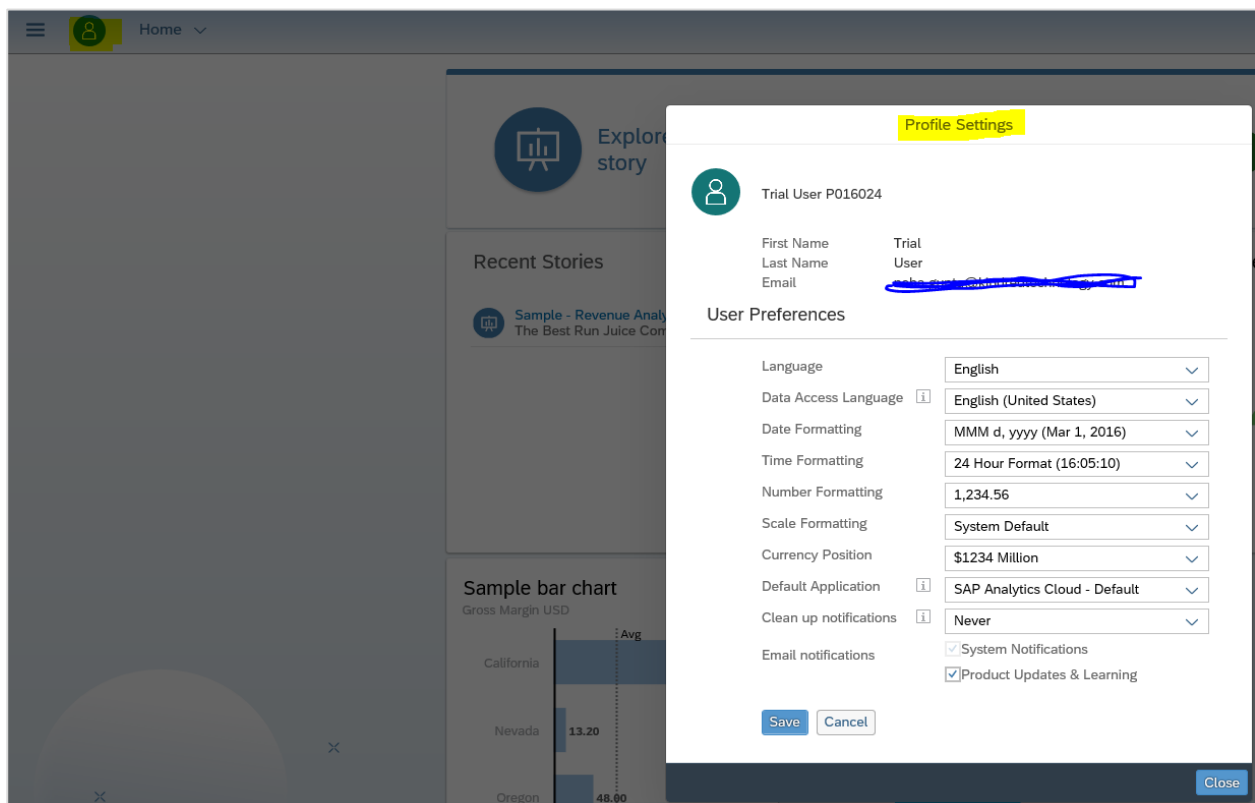 Home
Explore
story
Recent Stories
Sample - Revenue Analy
The Best Run Juice Com
Sample bar chart
Gross Margin USD
Avg
California
Nevada
13.20
Oregon
48.00
Profile Settings
Trial User P016024
First Name Trial
Last Name User
Email
User Preferences
Language English
Data Access Language English (United States)
Date Formatting MMM d, yyyy (Mar 1, 2016)
Time Formatting 24 Hour Format (16:05:10)
Number Formatting 1,234.56
Scale Formatting System Default
Currency Position $1234 Million
Default Application SAP Analytics Cloud - Default
Clean up notifications Never
Email notifications System Notifications
Product Updates & Learning
Save Cancel
Close